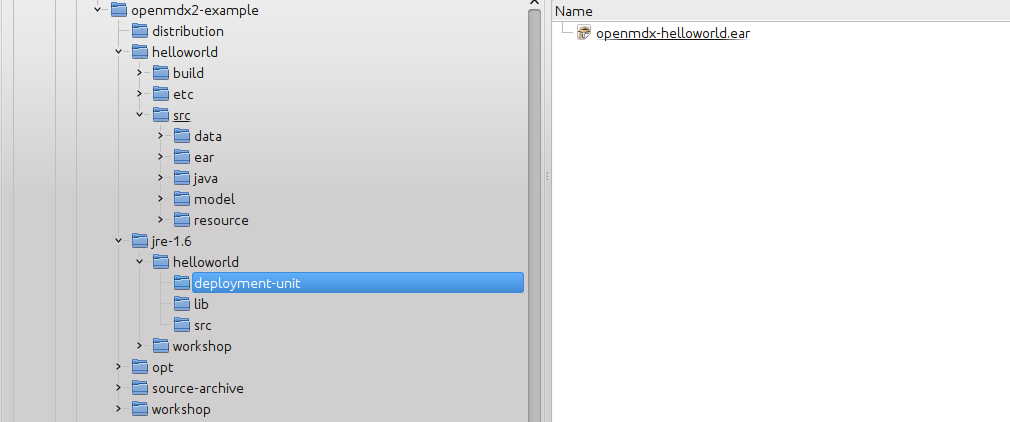 openmdx2-example
distribution
helloworld
build
etc
src
data
ear
java
model
resource
jre-1.6
helloworld
deployment-unit
lib
src
workshop
opt
source-archive
workshop
Name
openmdx-helloworld.ear